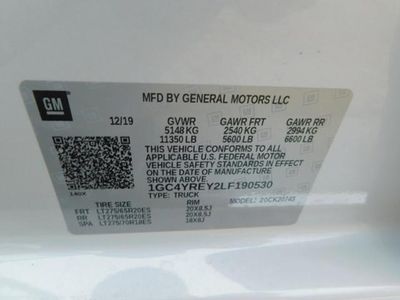 GM
MFD BY GENERAL MOTORS LLC
12/19 GVWR GAWR FRT GAWR RR
5148 KG 2540 KG 2994 KG
11350 LB 5600 LB 6600 LB
THIS VEHICLE CONFORMS TO ALL
APPLICABLE U.S. FEDERAL MOTOR
VEHICLE SAFETY STANDARDS IN
EFFECT ON THE DATE OF
MANUFACTURE SHOWN ABOVE.
1GC4YREY2LF190530
TYPE: TRUCK
MODEL: 20CK20743
TIRE SIZE RIM
FRT LT275/65R20ES 20X8.5J
RR LT275/65R20ES 20X8.5J
SPA LT275/70R18ES 18X8J